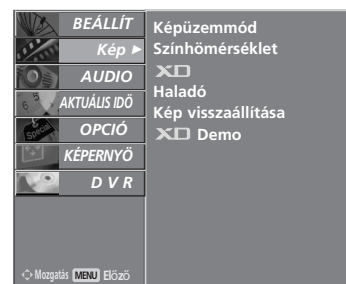 BEÁLLÍT
Kép
AUDIO
AKTUÁLIS IDŐ
OPCIÓ
KÉPERNYŐ
D V R
Képüzemmód
Színhőmérséklet
XD
Haladó
Kép visszaállítása
XD Demo
Mozgatás MENU Előző